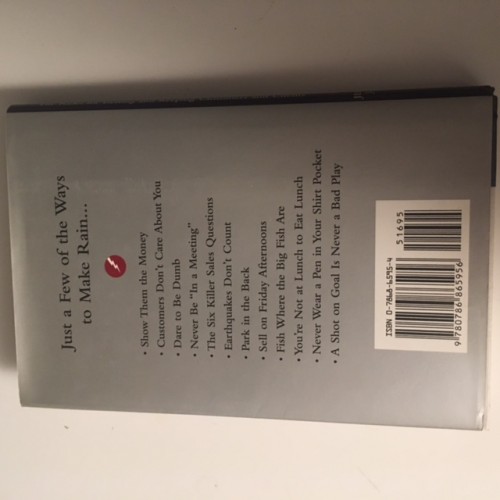 Just a Few of the Ways
to Make Rain...
• Show Them the Money
• Customers Don't Care About You
• Dare to Be Dumb
• Never Be "In a Meeting"
• The Six Killer Sales Questions
• Earthquakes Don't Count
• Park in the Back
• Sell on Friday Afternoons
• Fish Where the Big Fish Are
• You're Not at Lunch to Eat Lunch
• Never Wear a Pen in Your Shirt Pocket
• A Shot on Goal Is Never a Bad Play
ISBN 0-7868-6595-4
51695
9 780786 865956